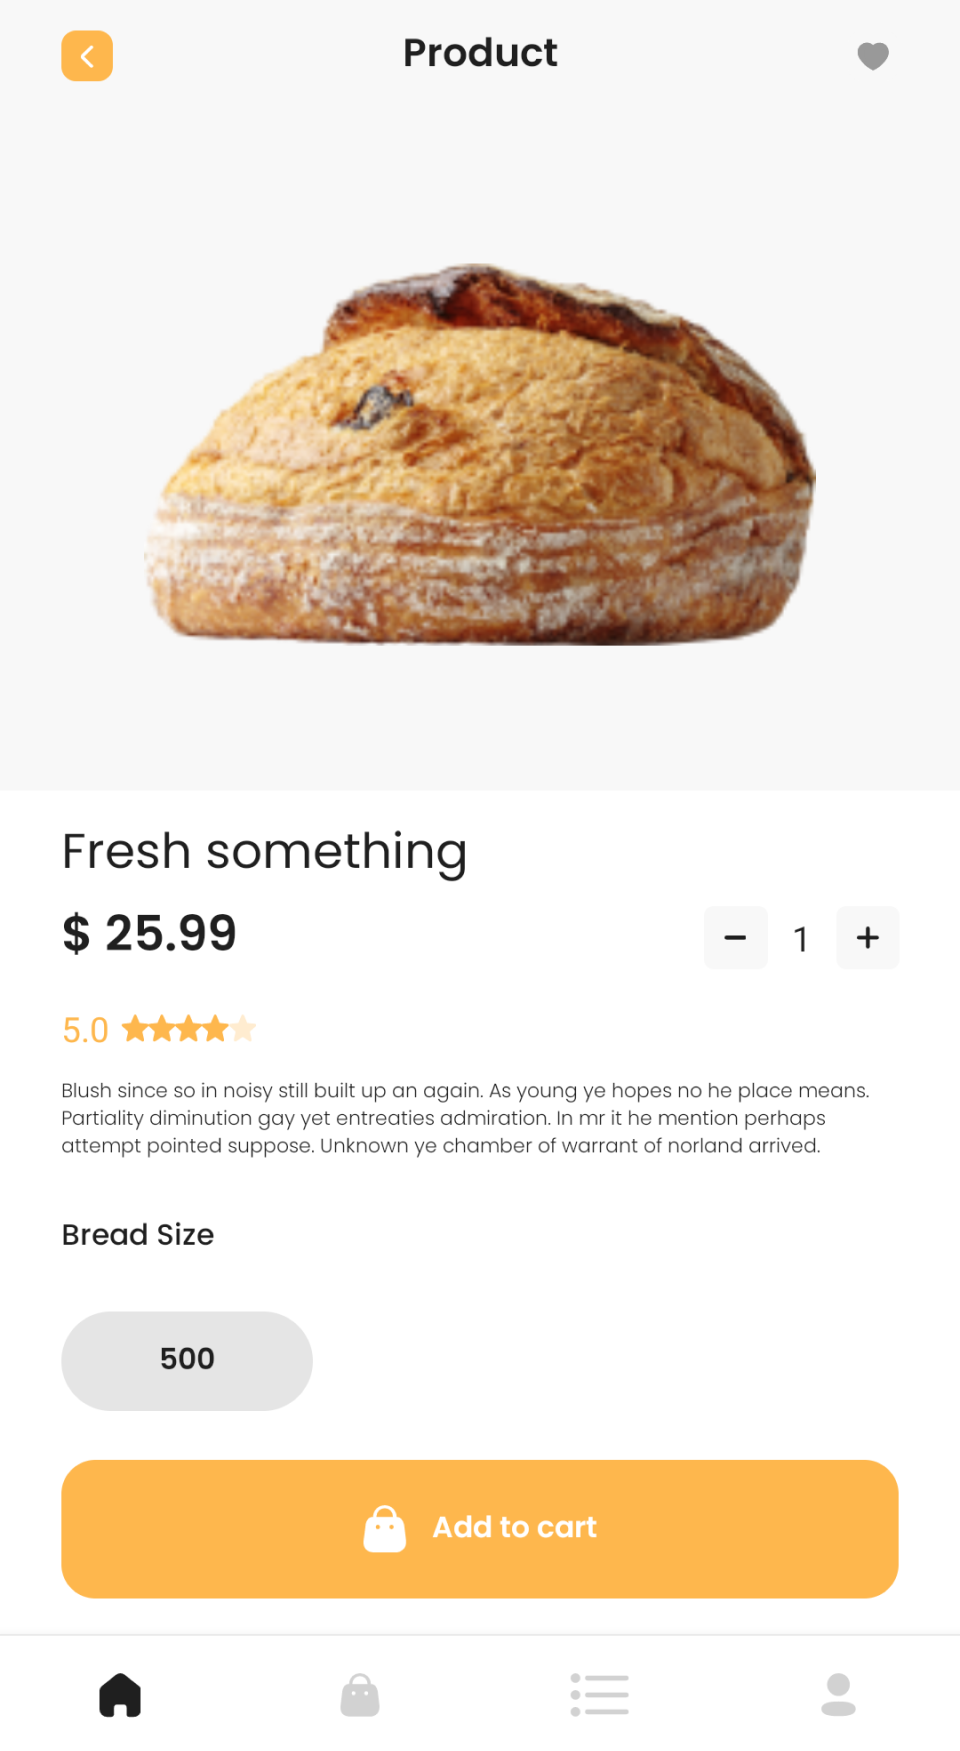 Product
Fresh something
$ 25.99
1
5.0
Blush since so in noisy still built up an again. As young ye hopes no he place means.
Partiality diminution gay yet entreaties admiration. In mr it he mention perhaps
attempt pointed suppose. Unknown ye chamber of warrant of norland arrived.
Bread Size
500
Add to cart